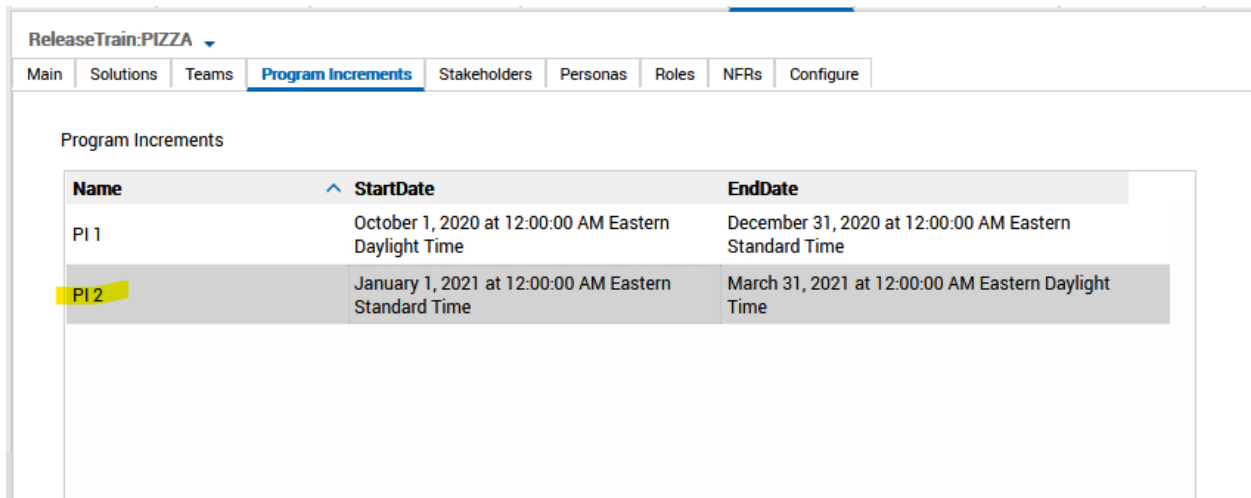 ReleaseTrain:PIZZA
Main Solutions Teams Program Increments Stakeholders Personas Roles NFRs Configure
Program Increments
Name StartDate EndDate
PI 1
October 1, 2020 at 12:00:00 AM Eastern
Daylight Time
December 31, 2020 at 12:00:00 AM Eastern
Standard Time
PI 2
January 1, 2021 at 12:00:00 AM Eastern
Standard Time
March 31, 2021 at 12:00:00 AM Eastern Daylight
Time